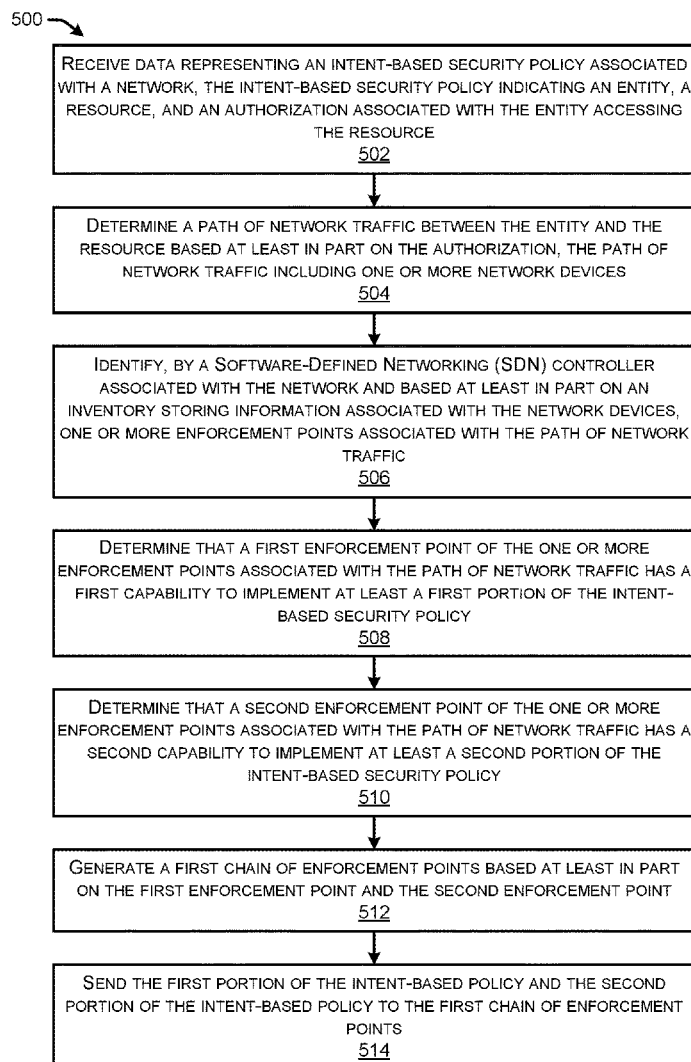 500
RECEIVE DATA REPRESENTING AN INTENT-BASED SECURITY POLICY ASSOCIATED
WITH A NETWORK, THE INTENT-BASED SECURITY POLICY INDICATING AN ENTITY, A
RESOURCE, AND AN AUTHORIZATION ASSOCIATED WITH THE ENTITY ACCESSING
THE RESOURCE
502
DETERMINE A PATH OF NETWORK TRAFFIC BETWEEN THE ENTITY AND THE
RESOURCE BASED AT LEAST IN PART ON THE AUTHORIZATION, THE PATH OF
NETWORK TRAFFIC INCLUDING ONE OR MORE NETWORK DEVICES
504
IDENTIFY, BY A SOFTWARE-DEFINED NETWORKING (SDN) CONTROLLER
ASSOCIATED WITH THE NETWORK AND BASED AT LEAST IN PART ON AN
INVENTORY STORING INFORMATION ASSOCIATED WITH THE NETWORK DEVICES,
ONE OR MORE ENFORCEMENT POINTS ASSOCIATED WITH THE PATH OF NETWORK
TRAFFIC
506
DETERMINE THAT A FIRST ENFORCEMENT POINT OF THE ONE OR MORE
ENFORCEMENT POINTS ASSOCIATED WITH THE PATH OF NETWORK TRAFFIC HAS A
FIRST CAPABILITY TO IMPLEMENT AT LEAST A FIRST PORTION OF THE INTENT-
BASED SECURITY POLICY
508
DETERMINE THAT A SECOND ENFORCEMENT POINT OF THE ONE OR MORE
ENFORCEMENT POINTS ASSOCIATED WITH THE PATH OF NETWORK TRAFFIC HAS A
SECOND CAPABILITY TO IMPLEMENT AT LEAST A SECOND PORTION OF THE
INTENT-BASED SECURITY POLICY
510
GENERATE A FIRST CHAIN OF ENFORCEMENT POINTS BASED AT LEAST IN PART
ON THE FIRST ENFORCEMENT POINT AND THE SECOND ENFORCEMENT POINT
512
SEND THE FIRST PORTION OF THE INTENT-BASED POLICY AND THE SECOND
PORTION OF THE INTENT-BASED POLICY TO THE FIRST CHAIN OF ENFORCEMENT
POINTS
514